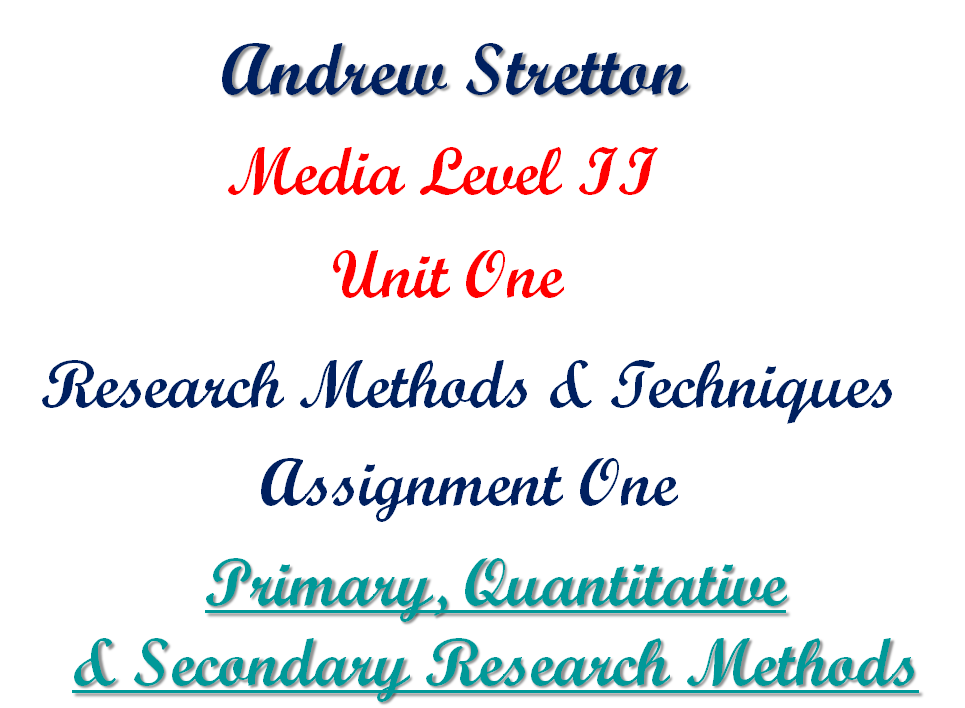 Andrew Stretton
Media Level II
Unit One
Research Methods & Techniques
Assignment One
Primary, Quantitative
& Secondary Research Methods